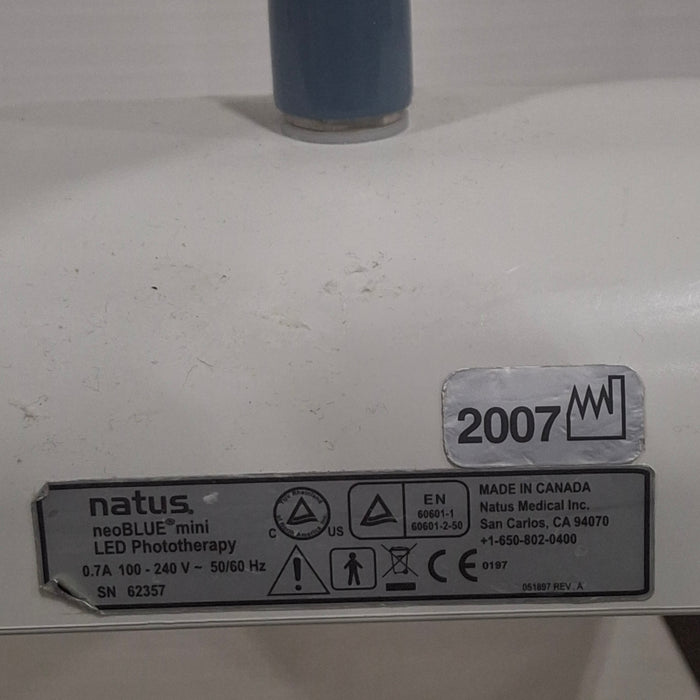 2007
natus.
neoBLUE® mini
LED Phototherapy
0.7A 100 - 240 V ~ 50/60 Hz
SN 62357
C US
EN
60601-1
60601-2-50
MADE IN CANADA
Natus Medical Inc.
San Carlos, CA 94070
+1-650-802-0400
CE 0197
051897 REV. A